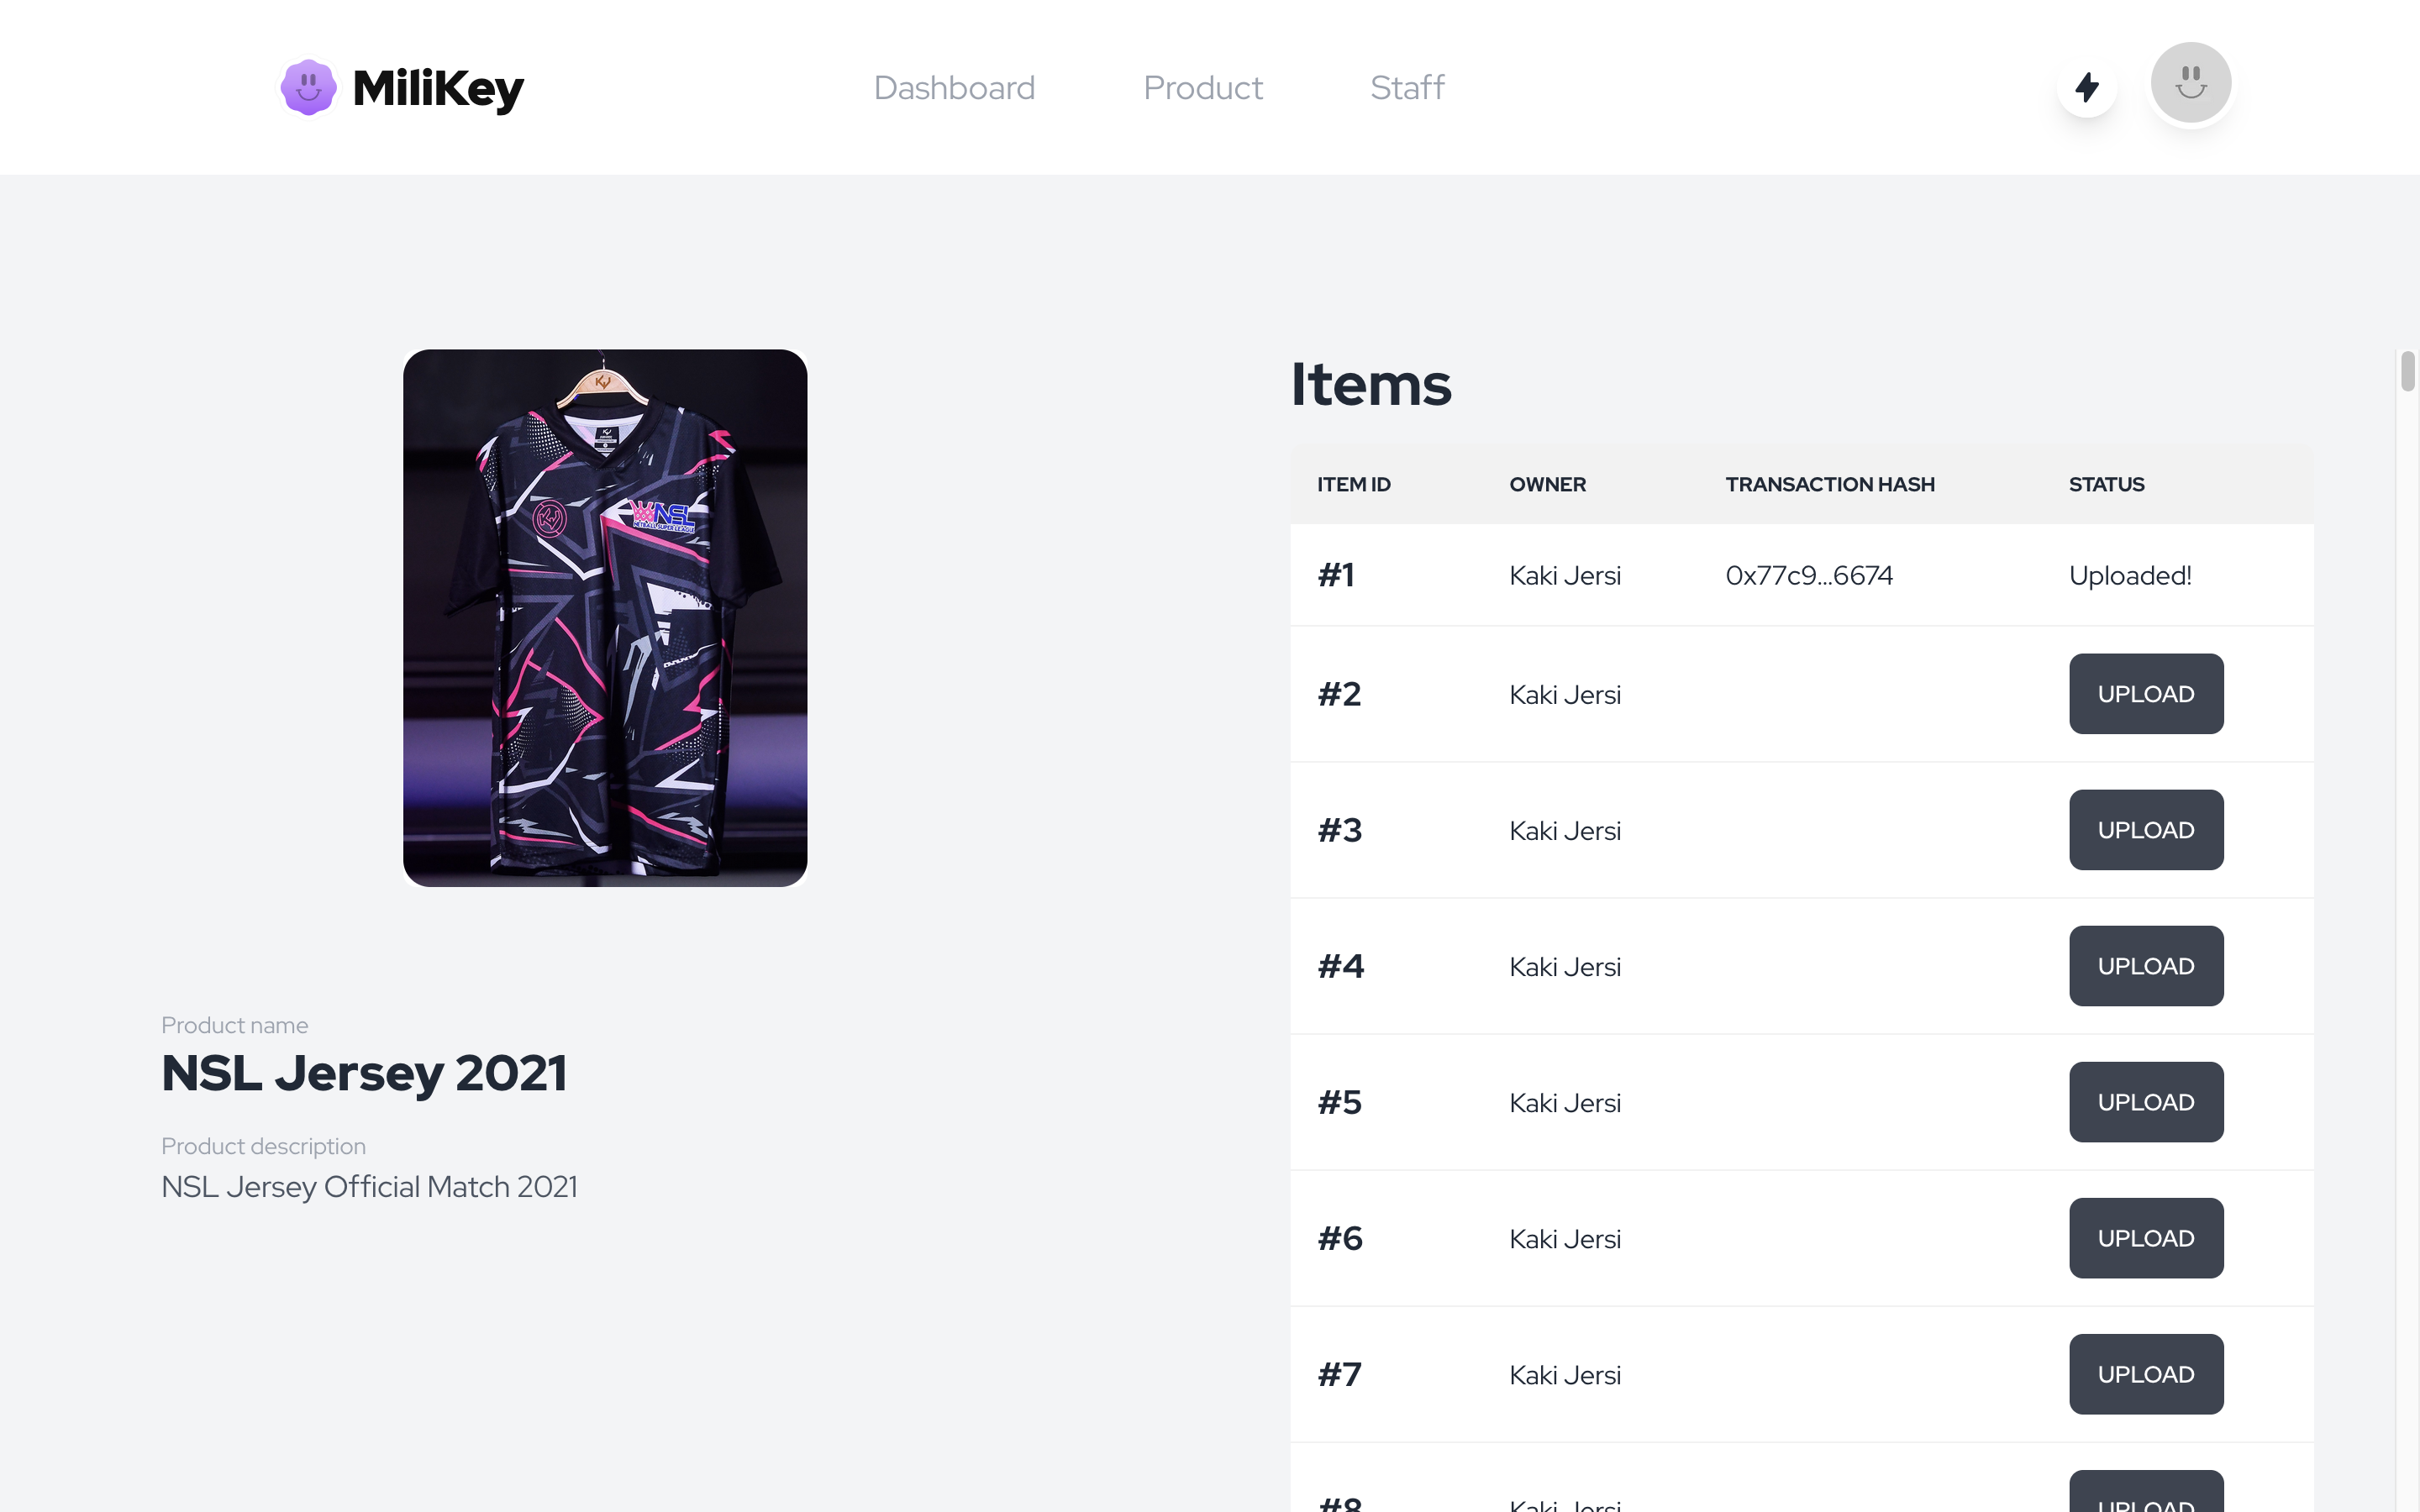 MiliKey
Dashboard
Product
Staff
NSL
Product name
NSL Jersey 2021
Product description
NSL Jersey Official Match 2021
Items
ITEM ID OWNER TRANSACTION HASH STATUS
#1 Kaki Jersi 0x77c9...6674 Uploaded!
#2 Kaki Jersi UPLOAD
#3 Kaki Jersi UPLOAD
#4 Kaki Jersi UPLOAD
#5 Kaki Jersi UPLOAD
#6 Kaki Jersi UPLOAD
#7 Kaki Jersi UPLOAD
#8 Kaki Jersi UPLOAD